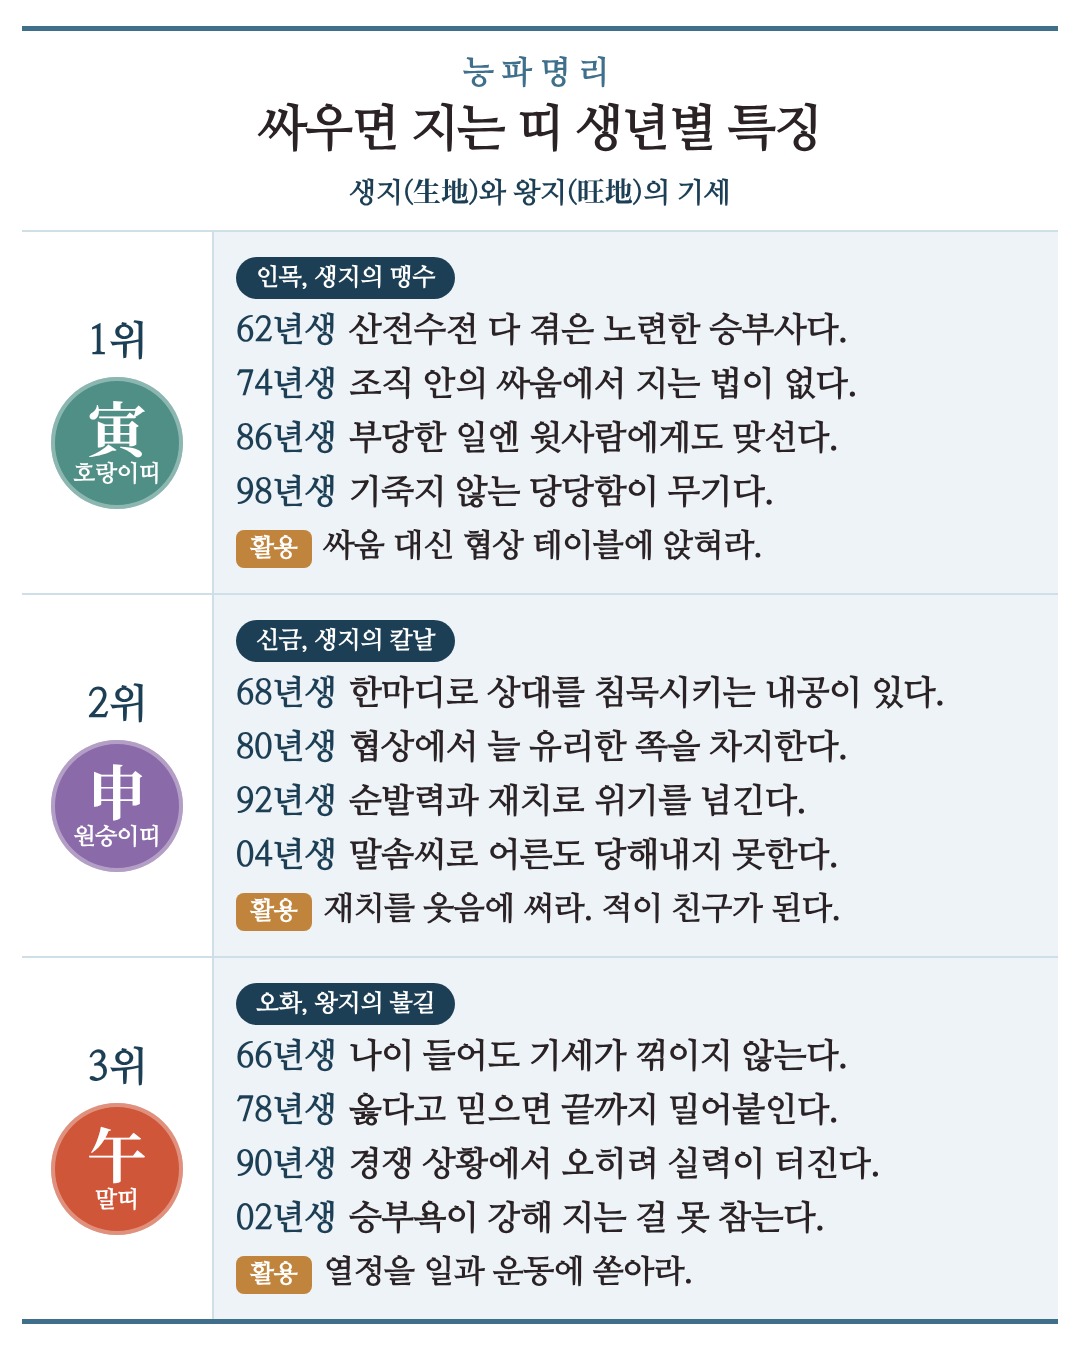 능파명리
싸우면 지는 띠 생년별 특징
생지(生地)와 왕지(旺地)의 기세
1위
寅
호랑이띠
인목, 생지의 맹수
62년생 산전수전 다 겪은 노련한 승부사다.
74년생 조직 안의 싸움에서 지는 법이 없다.
86년생 부당한 일엔 윗사람에게도 맞선다.
98년생 기죽지 않는 당당함이 무기다.
활용 싸움 대신 협상 테이블에 앉혀라.
2위
申
원숭이띠
신금, 생지의 칼날
68년생 한마디로 상대를 침묵시키는 내공이 있다.
80년생 협상에서 늘 유리한 쪽을 차지한다.
92년생 순발력과 재치로 위기를 넘긴다.
04년생 말솜씨로 어른도 당해내지 못한다.
활용 재치를 웃음에 써라. 적이 친구가 된다.
3위
午
말띠
오화, 왕지의 불길
66년생 나이 들어도 기세가 꺾이지 않는다.
78년생 옳다고 믿으면 끝까지 밀어붙인다.
90년생 경쟁 상황에서 오히려 실력이 터진다.
02년생 승부욕이 강해 지는 걸 못 참는다.
활용 열정을 일과 운동에 쏟아라.